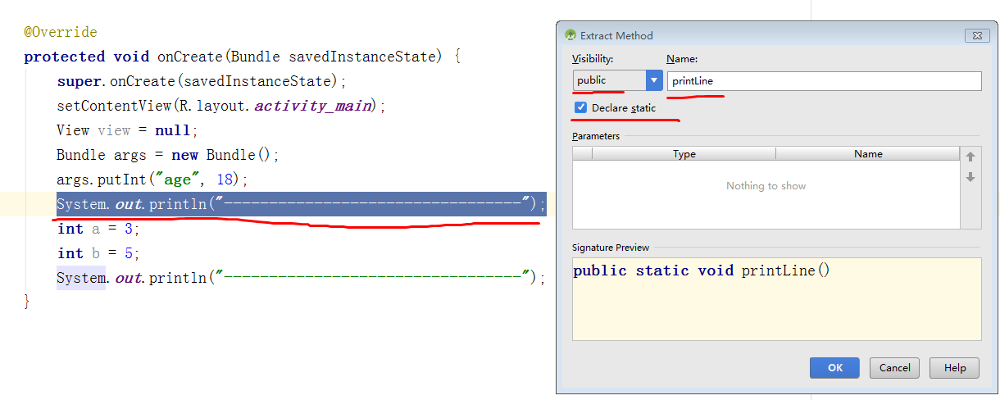 @Override
protected void onCreate(Bundle savedInstanceState) {
super.onCreate(savedInstanceState);
setContentView(R.layout.activity_main);
View view = null;
Bundle args = new Bundle();
args.putInt("age", 18);
System.out.println("---------------------------------");
int a = 3;
int b = 5;
System.out.println("---------------------------------");
}
Extract Method
Visibility: Name:
public printLine
Declare static
Parameters
Type Name
Nothing to show
Signature Preview
public static void printLine()
OK Cancel Help